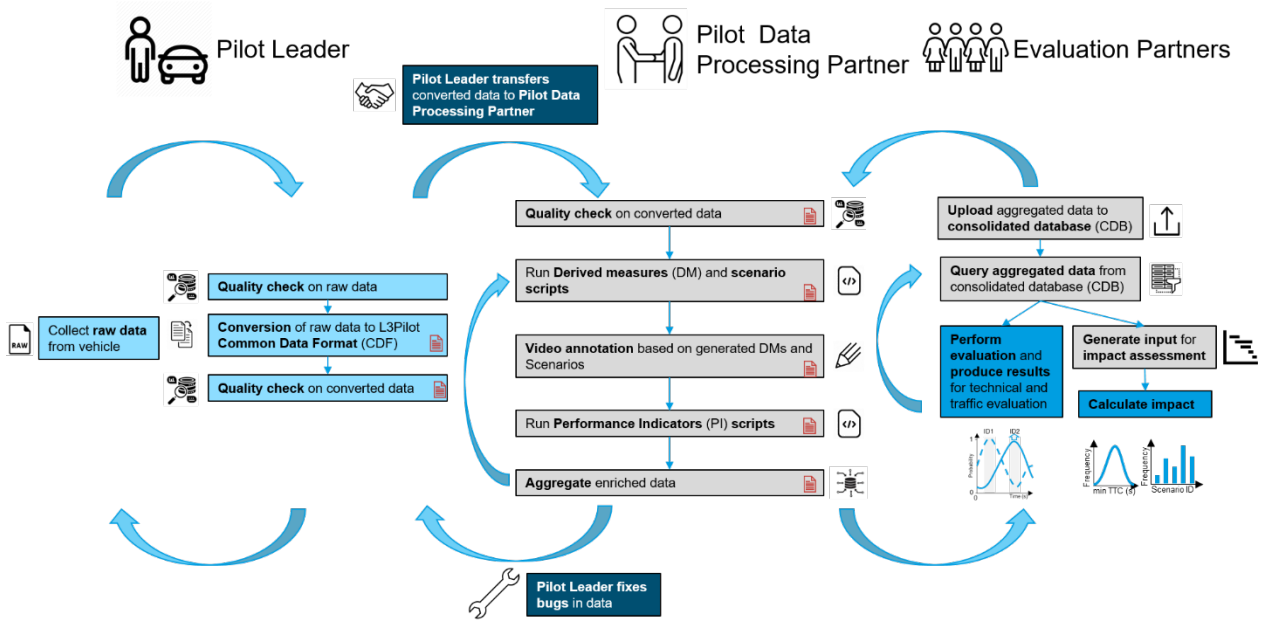 Pilot Leader
Pilot Data
Processing Partner
Evaluation Partners
Pilot Leader transfers
converted data to Pilot Data
Processing Partner
RAW
Collect raw data
from vehicle
Quality check on raw data
Conversion of raw data to L3Pilot
Common Data Format (CDF)
Quality check on converted data
Quality check on converted data
Run Derived measures (DM) and scenario
scripts
</>
Video annotation based on generated DMs and
Scenarios
Run Performance Indicators (PI) scripts
</>
Aggregate enriched data
Pilot Leader fixes
bugs in data
Upload aggregated data to
consolidated database (CDB)
Query aggregated data from
consolidated database (CDB)
Perform
evaluation and
produce results
for technical and
traffic evaluation
Generate input for
impact assessment
Calculate impact
ID1
ID2
1
Probability
0
0
Time (s)
Frequency
min TTC (s)
Frequency
Scenario ID